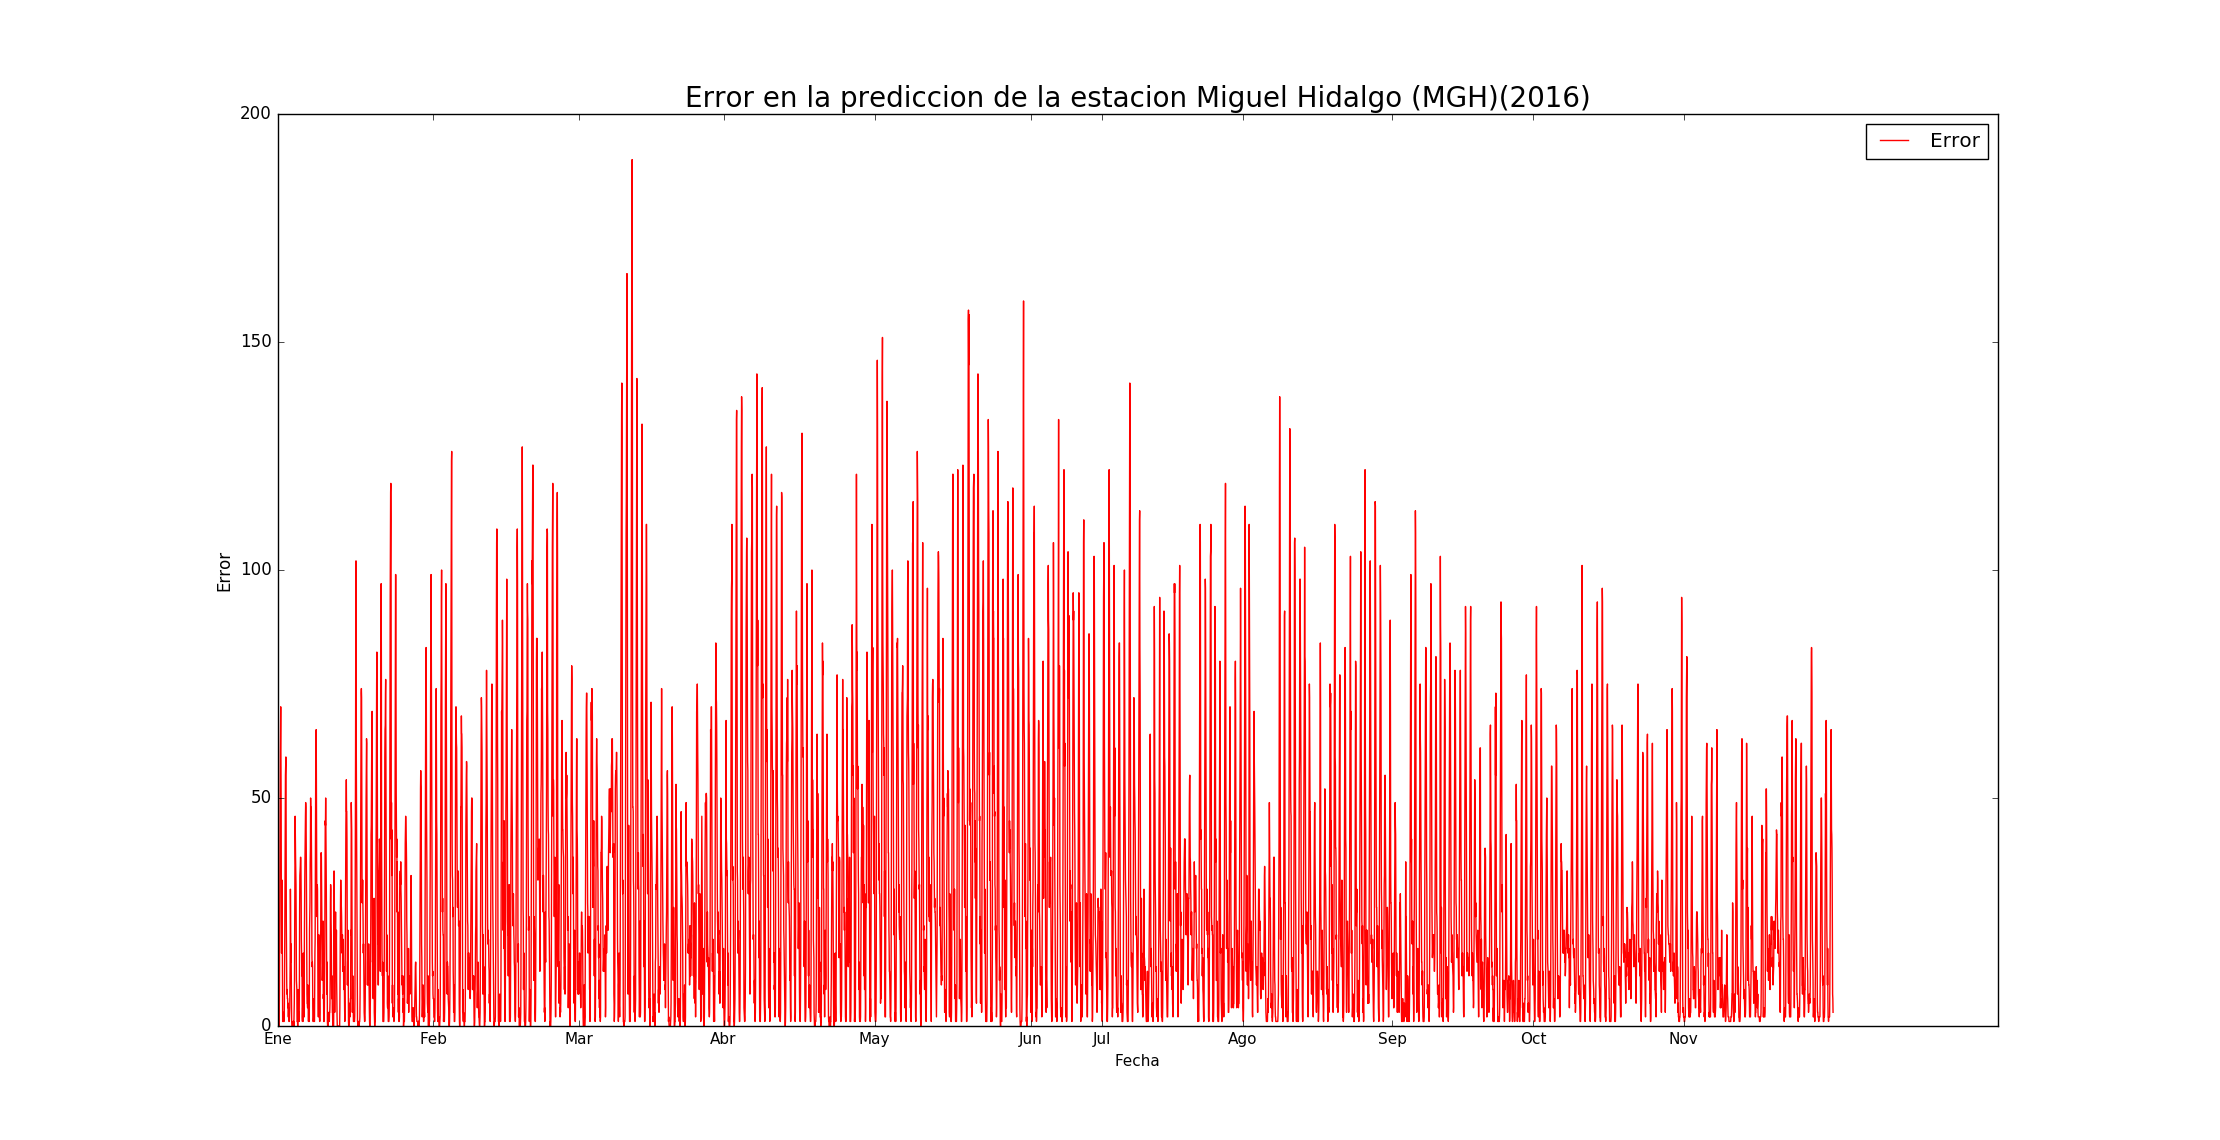 Error en la prediccion de la estacion Miguel Hidalgo (MGH)(2016)
Error
200
150
100
50
0
Error
Ene Feb Mar Abr May Jun Jul Ago Sep Oct Nov
Fecha